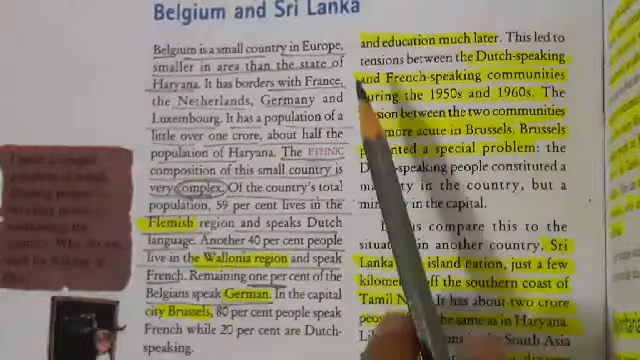 Belgium and Sri Lanka
Belgium is a small country in Europe,
smaller in area than the state of
Haryana. It has borders with France,
the Netherlands, Germany and
Luxembourg. It has a population of a
little over one crore, about half the
population of Haryana. The ETHNIC
composition of this small country is
very complex. Of the country's total
population, 59 per cent lives in the
Flemish region and speaks Dutch
language. Another 40 per cent people
live in the Wallonia region and speak
French. Remaining one per cent of the
Belgians speak German. In the capital
city Brussels, 80 per cent people speak
French while 20 per cent are Dutch-
speaking.
and education much later. This led to
tensions between the Dutch-speaking
and French-speaking communities
during the 1950s and 1960s. The
between the two communities
more acute in Brussels. Brussels
a special problem: the
people constituted a
in the country, but a
in the capital.
compare this to the
in another country. Sri
island nation, just a few
off the southern coast of
Tamil It has about two crore
the same as in Haryana.
South Asia